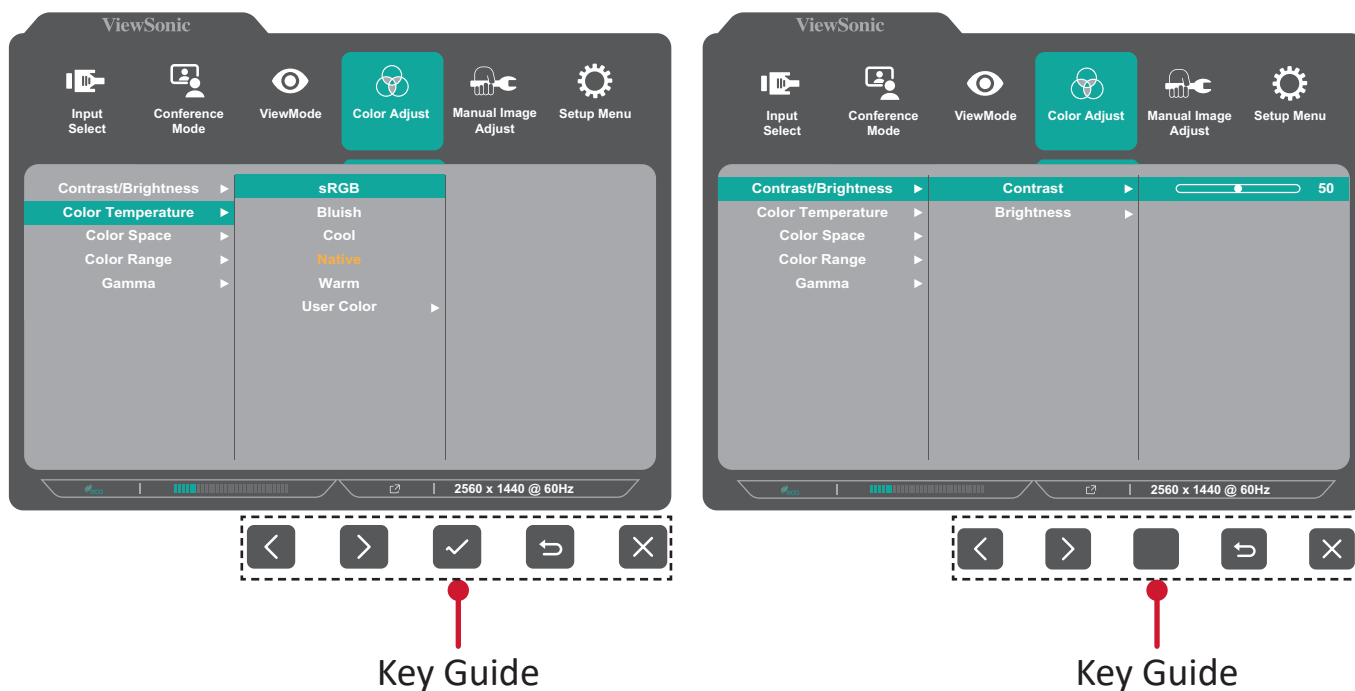 ViewSonic
Input
Select
Conference
Mode
ViewMode
Color Adjust
Manual Image
Adjust
Setup Menu
Contrast/Brightness
Color Temperature
Color Space
Color Range
Gamma
sRGB
Bluish
Cool
Native
Warm
User Color
eco
2560 x 1440 @ 60Hz
Key Guide
ViewSonic
Input
Select
Conference
Mode
ViewMode
Color Adjust
Manual Image
Adjust
Setup Menu
Contrast/Brightness
Color Temperature
Color Space
Color Range
Gamma
Contrast
Brightness
50
eco
2560 x 1440 @ 60Hz
Key Guide